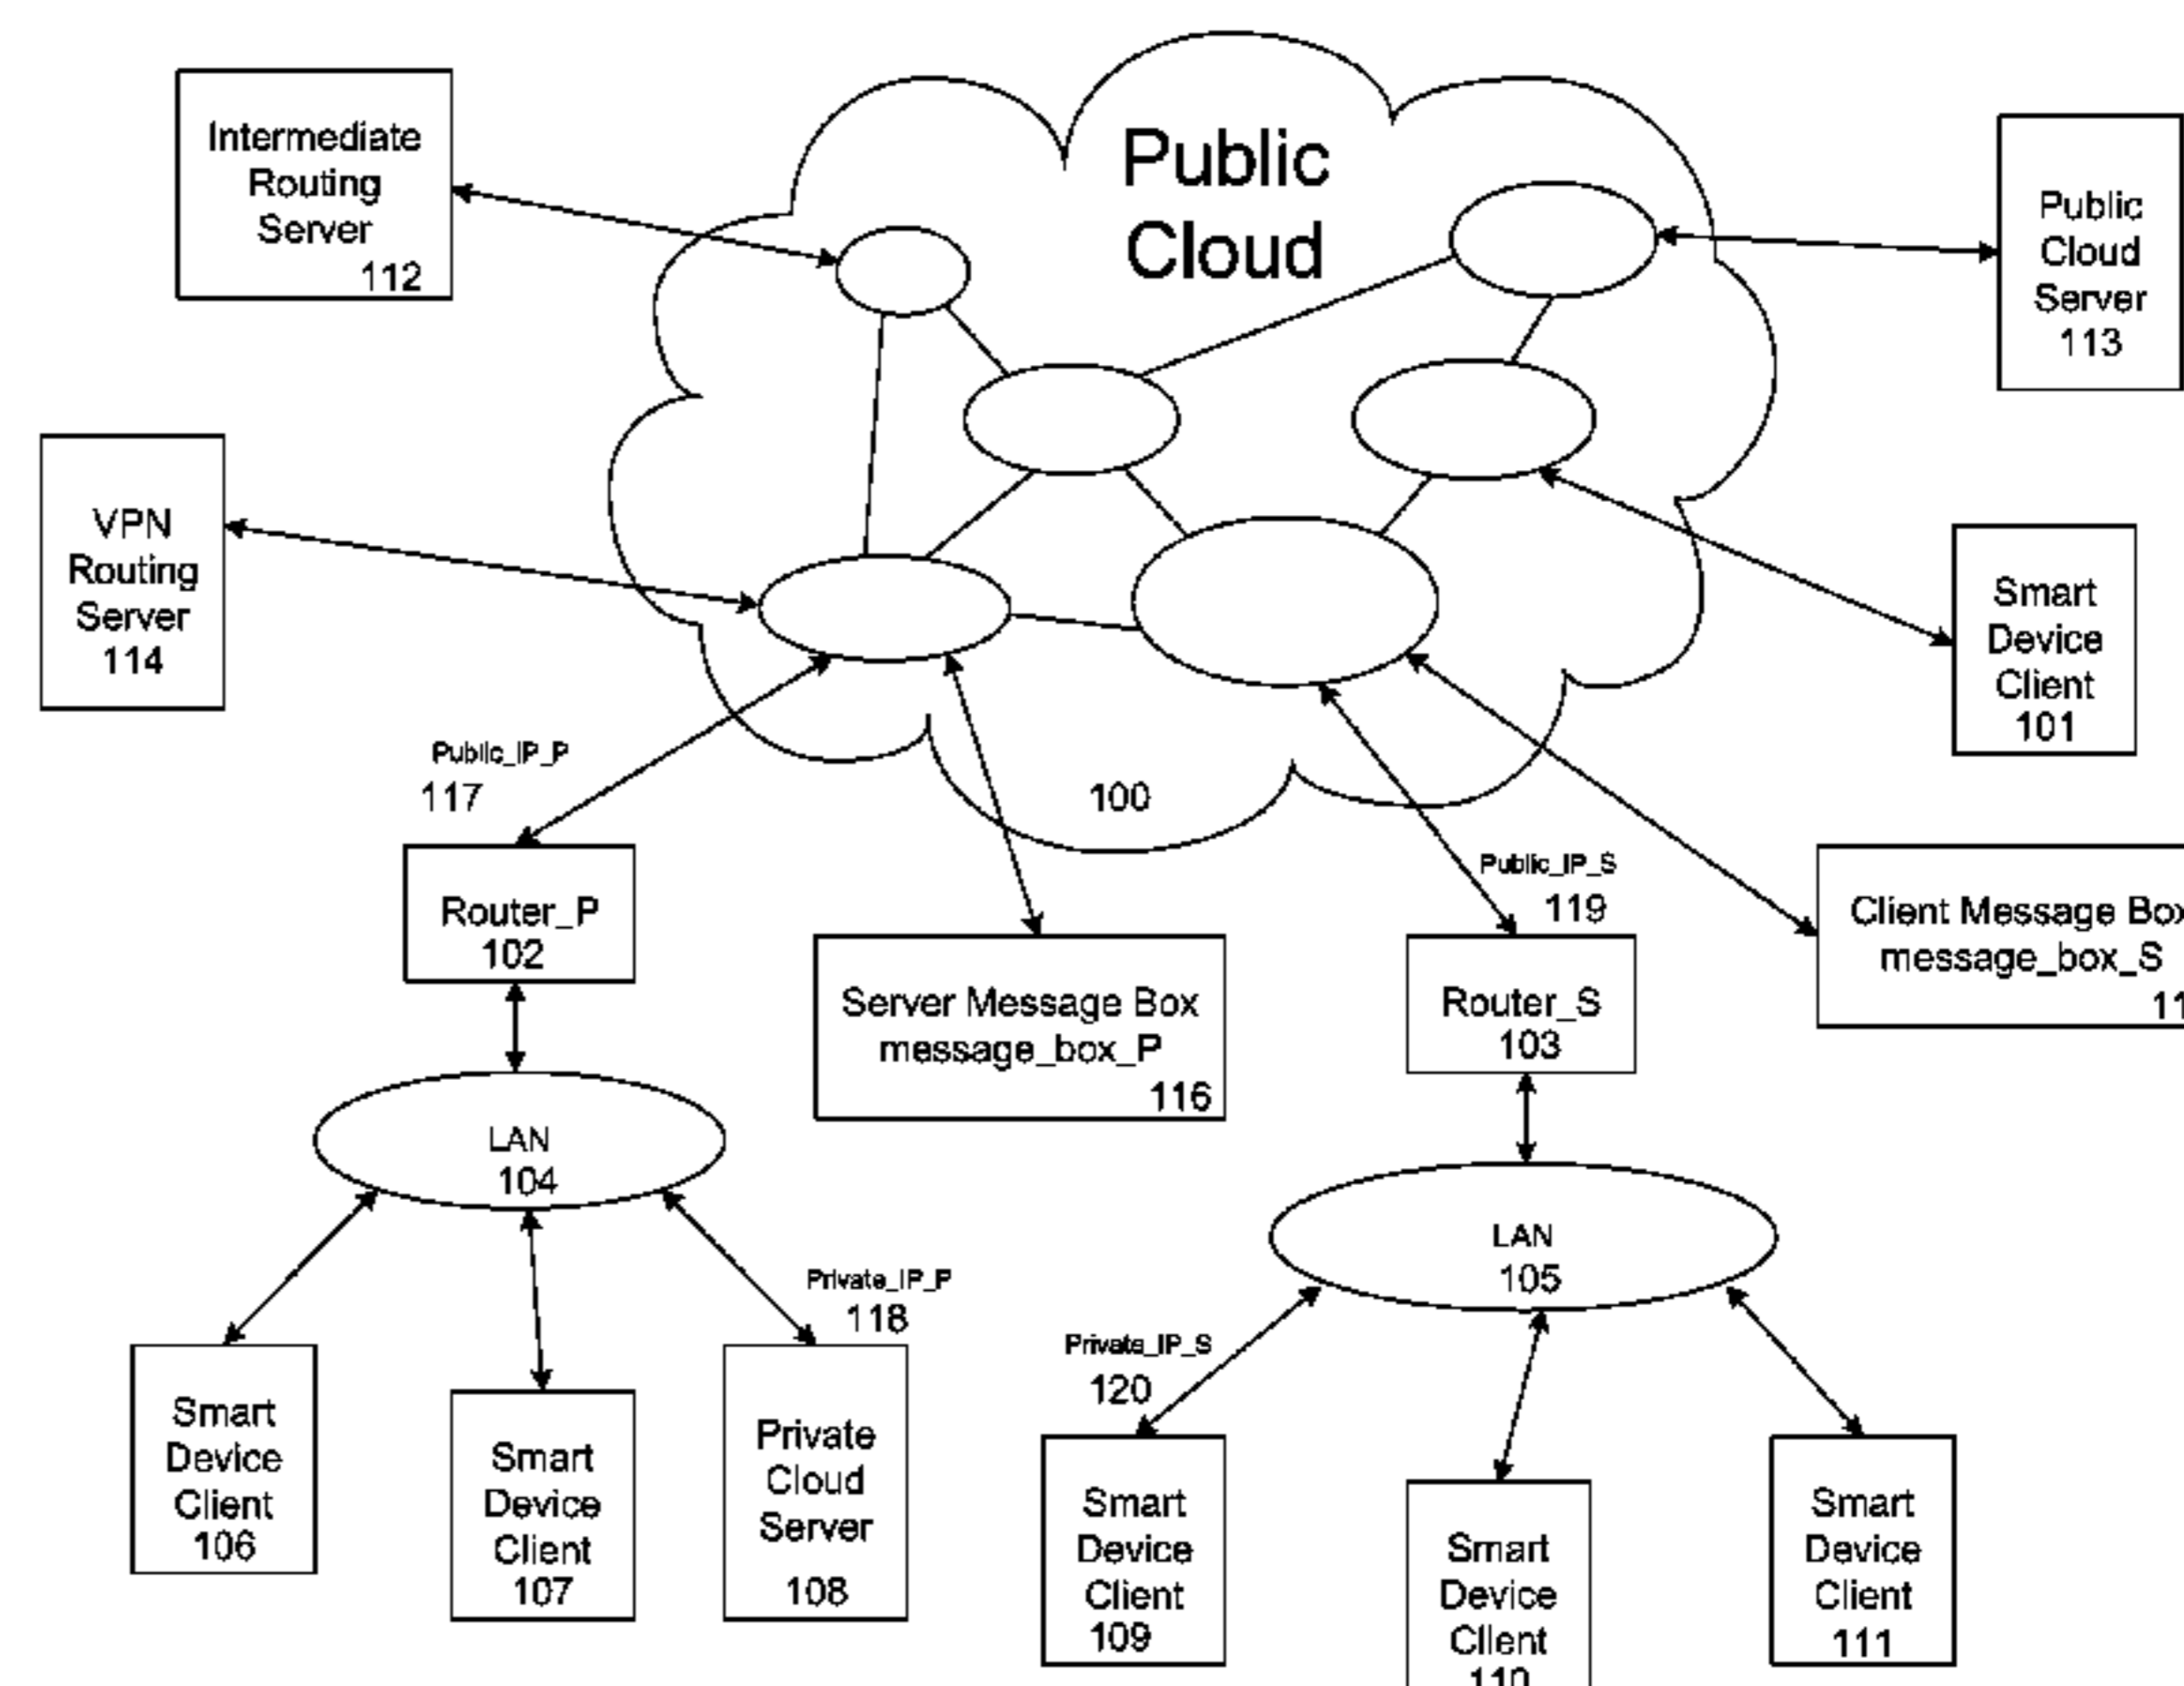 Public
Cloud
Intermediate
Routing
Server
112
Public
Cloud
Server
113
VPN
Routing
Server
114
Smart
Device
Client
101
Public_IP_P
117
100
Public_IP_S
119
Router_P
102
Server Message Box
message_box_P
116
Router_S
103
Client Message Box
message_box_S
LAN
104
LAN
105
Private_IP_P
118
Private_IP_S
120
Smart
Device
Client
106
Smart
Device
Client
107
Private
Cloud
Server
108
Smart
Device
Client
109
Smart
Device
Client
110
Smart
Device
Client
111